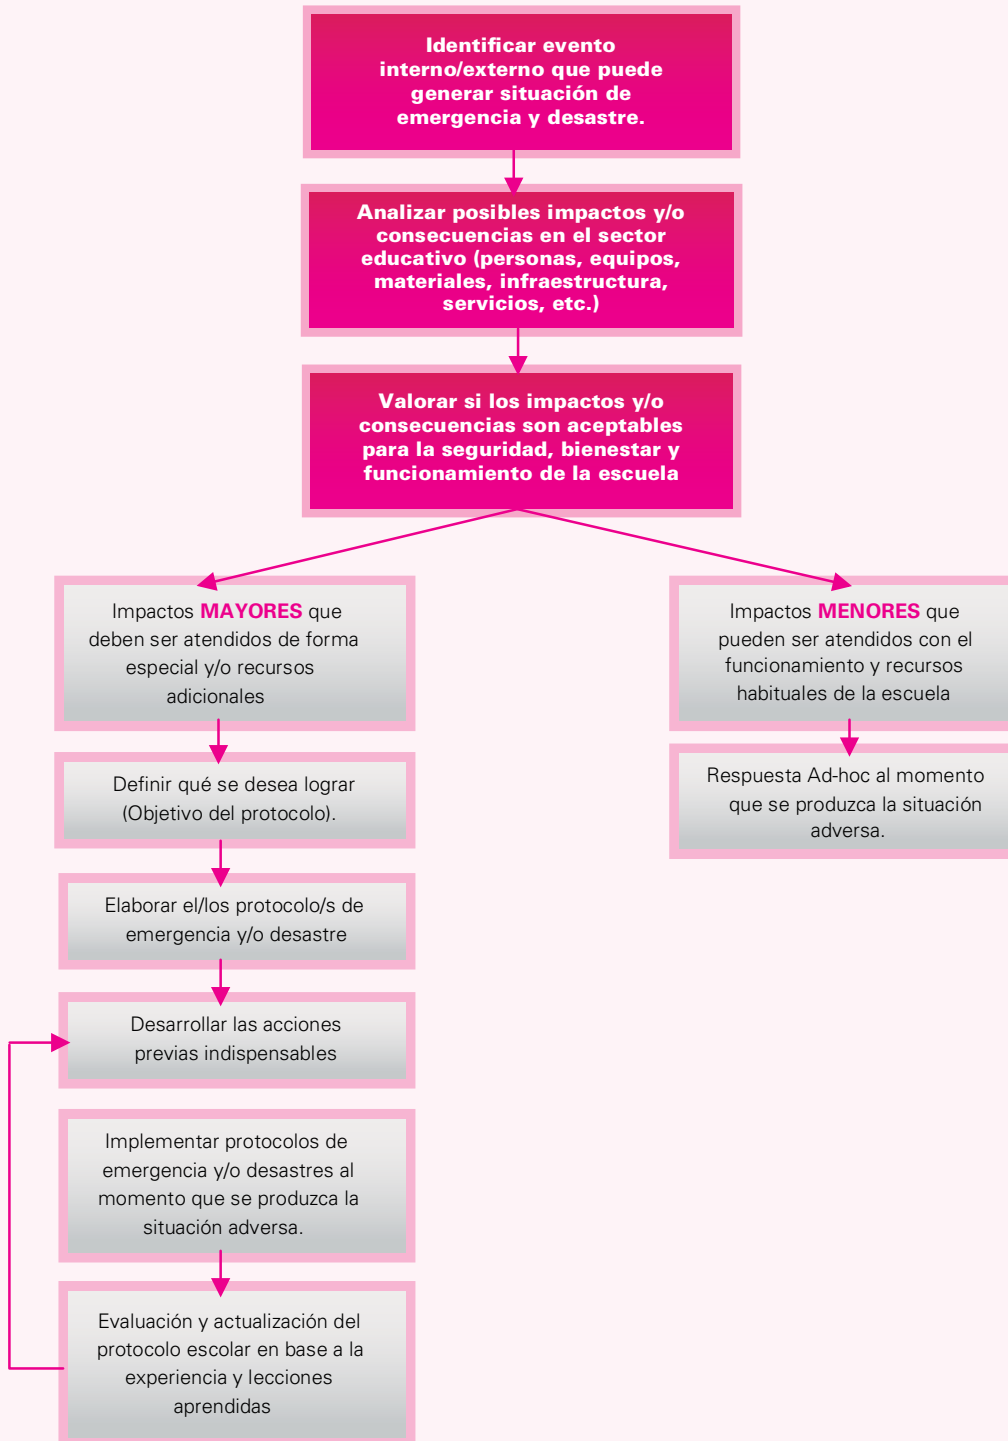 Identificar evento
interno/externo que puede
generar situación de
emergencia y desastre.
Analizar posibles impactos y/o
consecuencias en el sector
educativo (personas, equipos,
materiales, infraestructura,
servicios, etc.)
Valorar si los impactos y/o
consecuencias son aceptables
para la seguridad, bienestar y
funcionamiento de la escuela
Impactos MAYORES que
deben ser atendidos de forma
especial y/o recursos
adicionales
Definir qué se desea lograr
(Objetivo del protocolo).
Elaborar el/los protocolo/s de
emergencia y/o desastre
Desarrollar las acciones
previas indispensables
Implementar protocolos de
emergencia y/o desastres al
momento que se produzca la
situación adversa.
Evaluación y actualización del
protocolo escolar en base a la
experiencia y lecciones
aprendidas
Impactos MENORES que
pueden ser atendidos con el
funcionamiento y recursos
habituales de la escuela
Respuesta Ad-hoc al momento
que se produzca la situación
adversa.